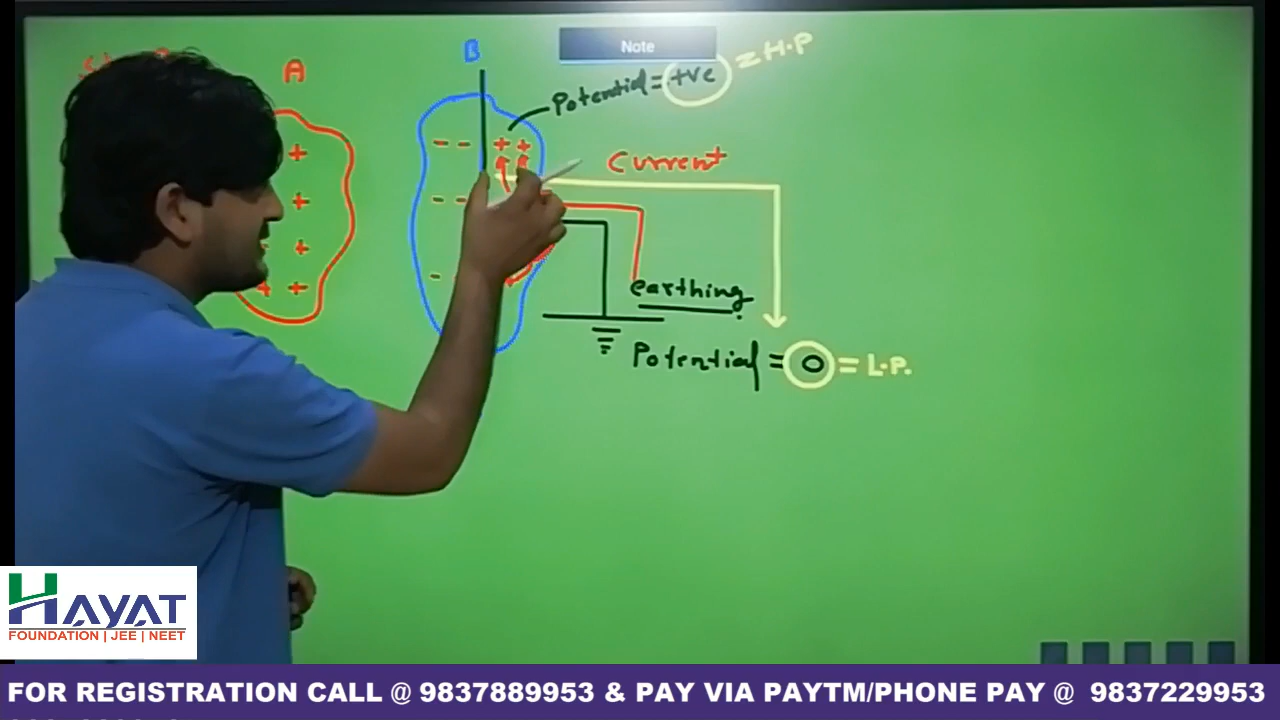 Note
B
A
Potential = +ve = H.P
Current
earthing
Potential = 0 = L.P.
HAYAT
FOUNDATION | JEE | NEET
FOR REGISTRATION CALL @ 9837889953 & PAY VIA PAYTM/PHONE PAY @ 9837229953